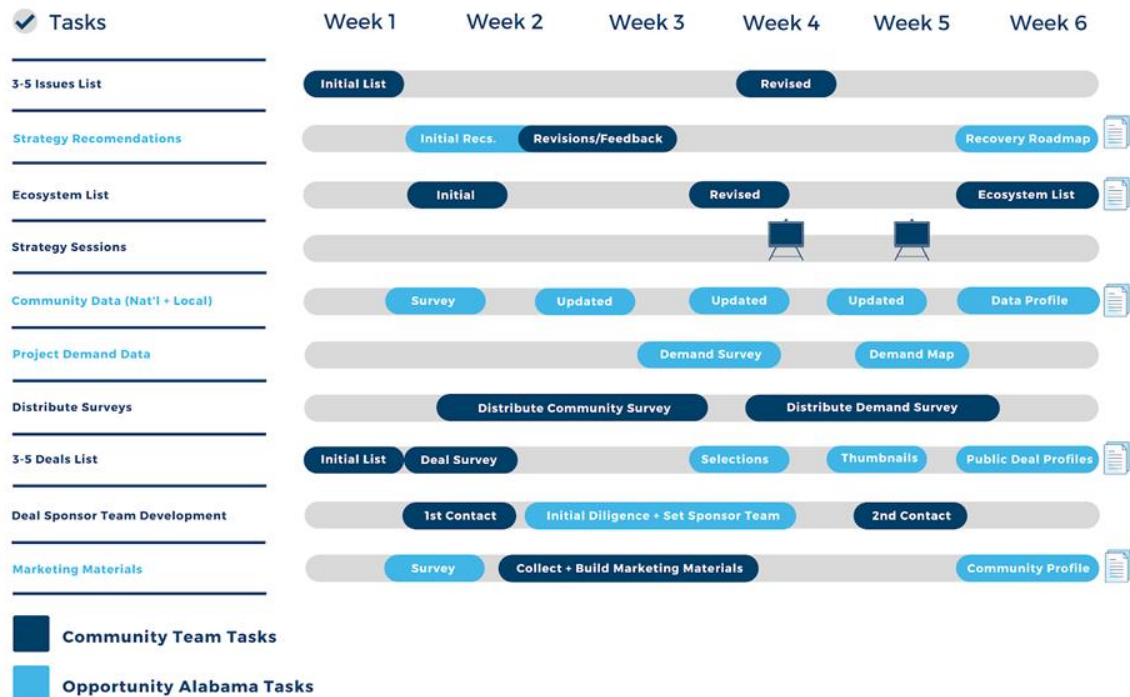 Tasks Week 1 Week 2 Week 3 Week 4 Week 5 Week 6
3-5 Issues List Initial List Revised
Strategy Recomendations Initial Recs. Revisions/Feedback Recovery Roadmap
Ecosystem List Initial Revised Ecosystem List
Strategy Sessions
Community Data (Nat'l + Local) Survey Updated Updated Updated Data Profile
Project Demand Data Demand Survey Demand Map
Distribute Surveys Distribute Community Survey Distribute Demand Survey
3-5 Deals List Initial List Deal Survey Selections Thumbnails Public Deal Profiles
Deal Sponsor Team Development 1st Contact Initial Diligence + Set Sponsor Team 2nd Contact
Marketing Materials Survey Collect + Build Marketing Materials Community Profile
Community Team Tasks
Opportunity Alabama Tasks